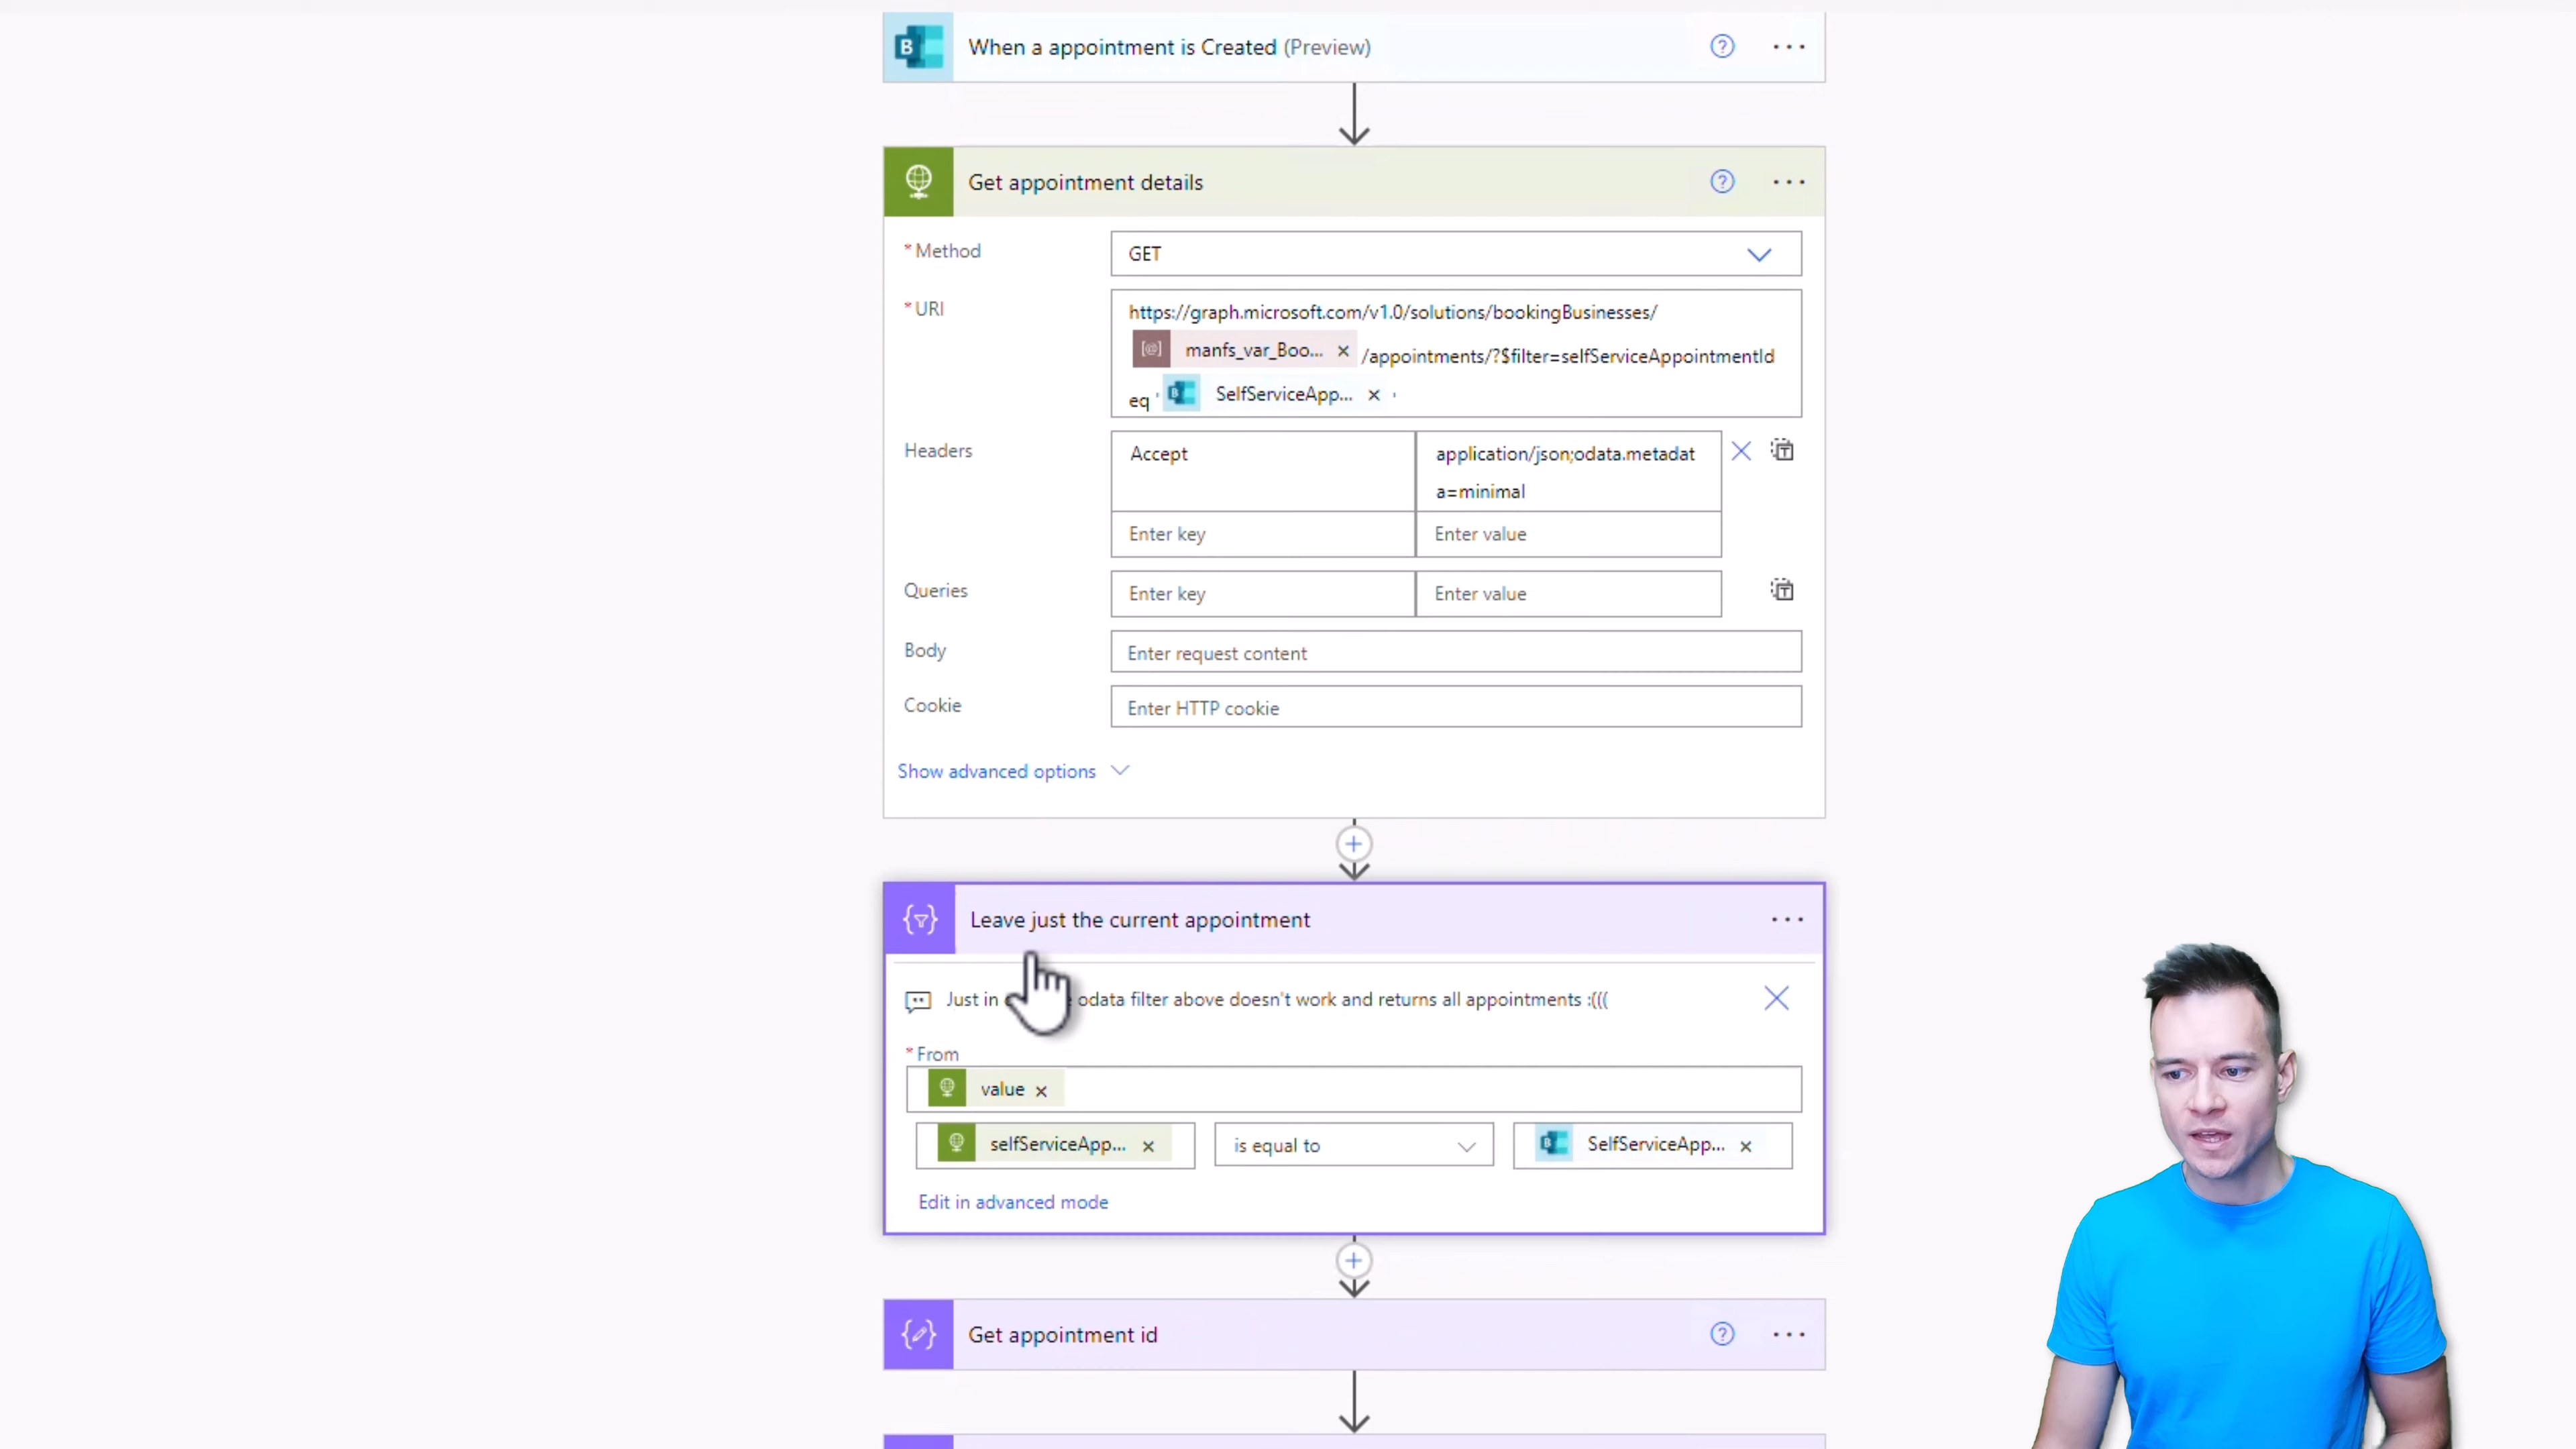 When a appointment is Created (Preview)
Get appointment details
* Method
GET
* URI
https://graph.microsoft.com/v1.0/solutions/bookingBusinesses/
manfs_var_Boo... × /appointments/?$filter=selfServiceAppointmentId
eq ' SelfServiceApp... × '
Headers
Accept
application/json;odata.metadat
a=minimal
Enter key
Enter value
Queries
Enter key
Enter value
Body
Enter request content
Cookie
Enter HTTP cookie
Show advanced options
Leave just the current appointment
Just in odata filter above doesn't work and returns all appointments :(((
* From
value ×
selfServiceApp... ×
is equal to
SelfServiceApp... ×
Edit in advanced mode
Get appointment id